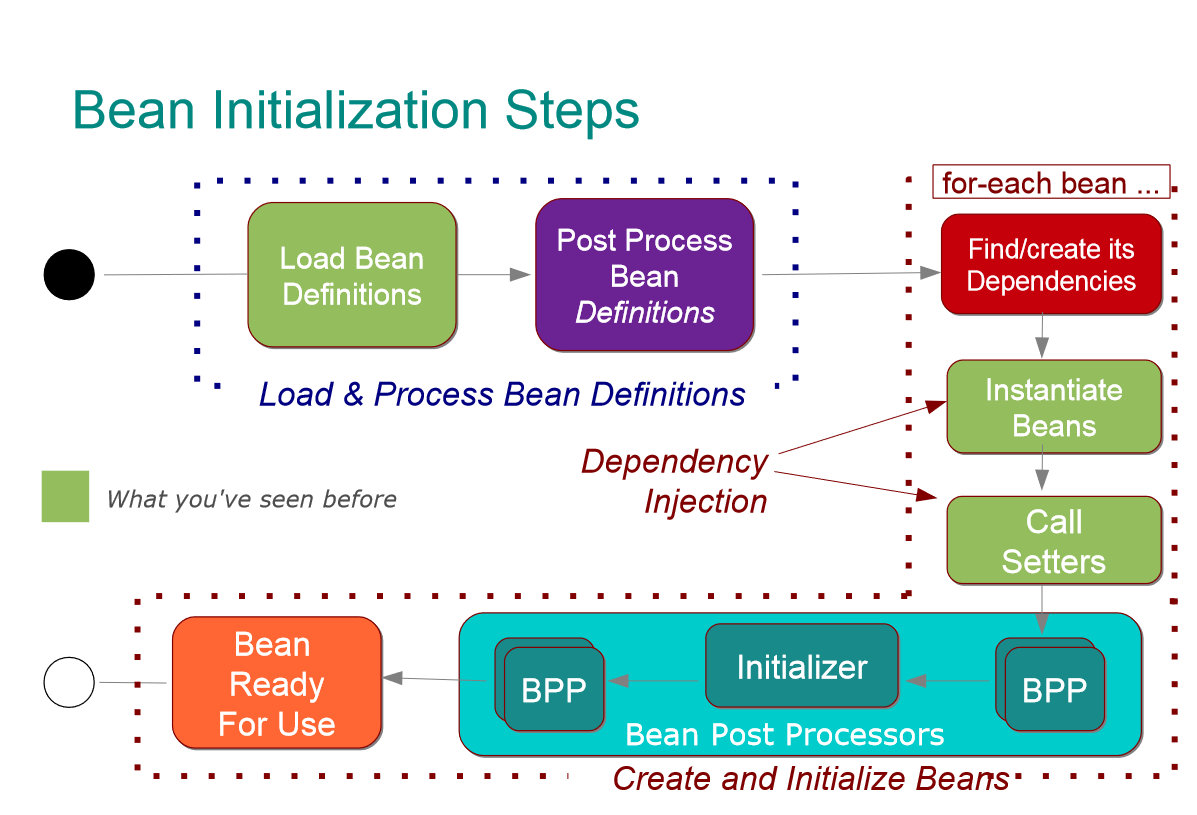 Bean Initialization Steps
for-each bean ...
Load Bean
Definitions
Post Process
Bean
Definitions
Find/create its
Dependencies
Load & Process Bean Definitions
Instantiate
Beans
Dependency
Injection
What you've seen before
Call
Setters
Bean
Ready
For Use
BPP
Initializer
BPP
Bean Post Processors
Create and Initialize Beans